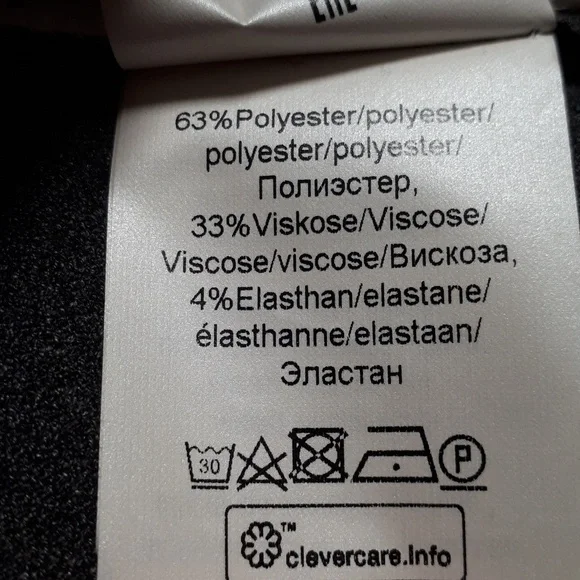 ЕАС
63%Polyester/polyester/
polyester/polyester/
Полиэстер,
33%Viskose/Viscose/
Viscose/viscose/Вискоза,
4%Elasthan/elastane/
élasthanne/elastaan/
Эластан
30
P
™
clevercare.Info